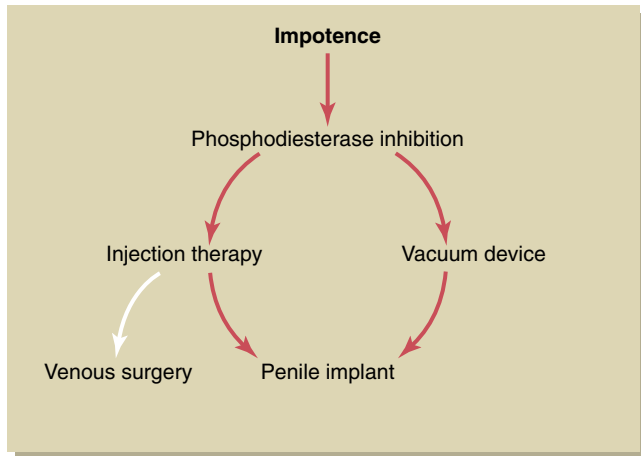 Impotence
Phosphodiesterase inhibition
Injection therapy
Vacuum device
Venous surgery
Penile implant